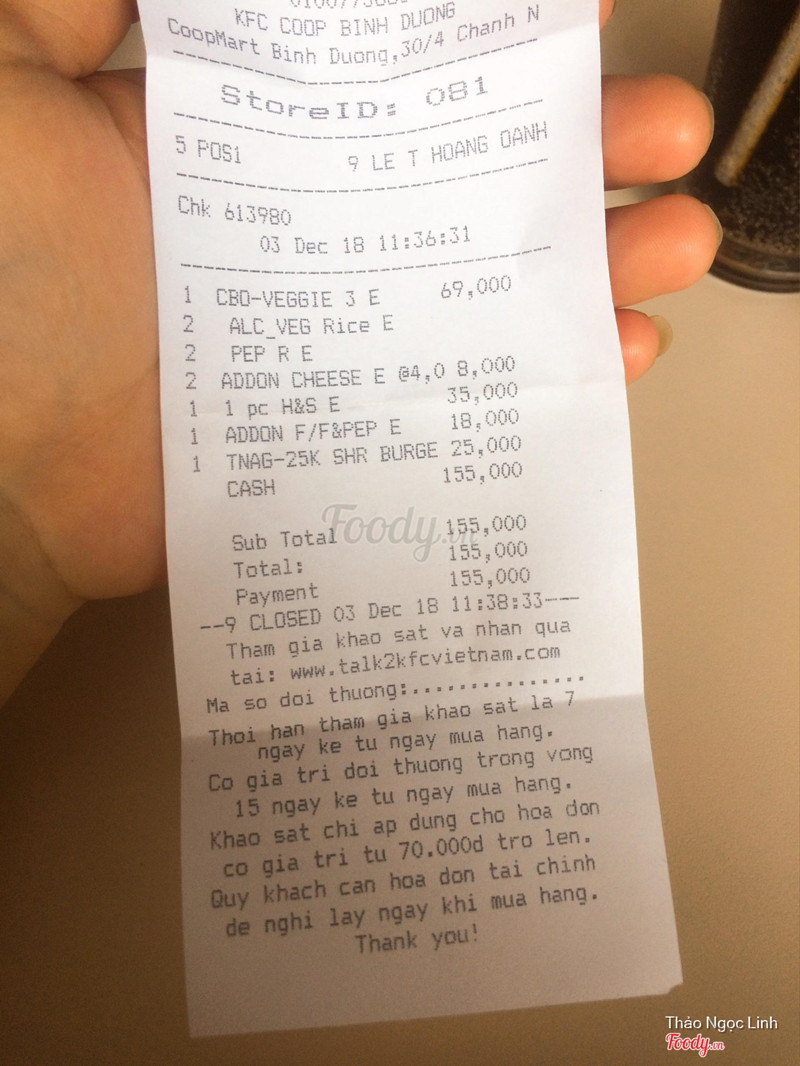 KFC COOP BINH DUONG
CoopMart Binh Duong,30/4 Chanh N
StoreID: 081
5 POS1 9 LE T HOANG OANH
Chk 613980
03 Dec 18 11:36:31
1 CBO-VEGGIE 3 E 69,000
2 ALC_VEG Rice E
2 PEP R E
2 ADDON CHEESE E @4,0 8,000
1 1 pc H&S E 35,000
1 ADDON F/F&PEP E 18,000
1 TNAG-25K SHR BURGE 25,000
CASH 155,000
Sub Total 155,000
Total: 155,000
Payment 155,000
--9 CLOSED 03 Dec 18 11:38:33---
Tham gia khao sat va nhan qua
tai: www.talk2kfcvietnam.com
Ma so doi thuong:...............
Thoi han tham gia khao sat la 7
ngay ke tu ngay mua hang.
Co gia tri doi thuong trong vong
15 ngay ke tu ngay mua hang.
Khao sat chi ap dung cho hoa don
co gia tri tu 70.000d tro len.
Quy khach can hoa don tai chinh
de nghi lay ngay khi mua hang.
Thank you!
Foody.vn
Thảo Ngọc Linh
Foody.vn